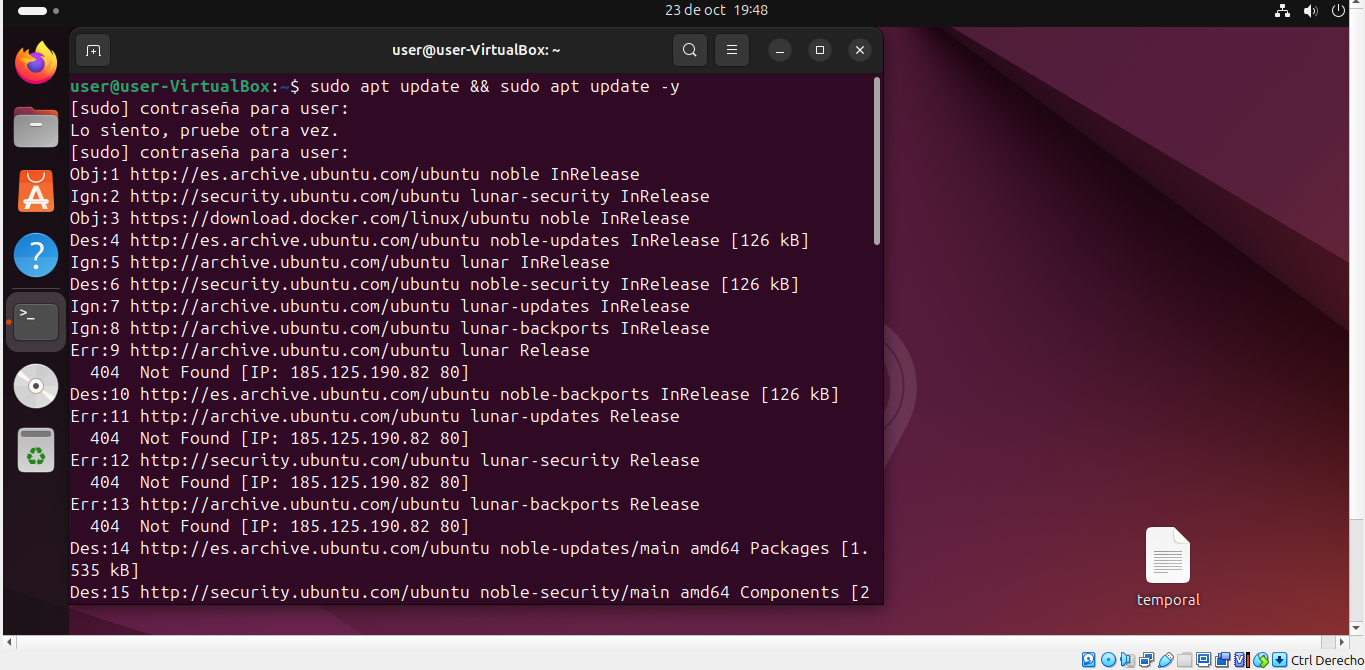 23 de oct 19:48
user@user-VirtualBox: ~
user@user-VirtualBox:~$ sudo apt update && sudo apt update -y
[sudo] contraseña para user:
Lo siento, pruebe otra vez.
[sudo] contraseña para user:
Obj:1 http://es.archive.ubuntu.com/ubuntu noble InRelease
Ign:2 http://security.ubuntu.com/ubuntu lunar-security InRelease
Obj:3 https://download.docker.com/linux/ubuntu noble InRelease
Des:4 http://es.archive.ubuntu.com/ubuntu noble-updates InRelease [126 kB]
Ign:5 http://archive.ubuntu.com/ubuntu lunar InRelease
Des:6 http://security.ubuntu.com/ubuntu noble-security InRelease [126 kB]
Ign:7 http://archive.ubuntu.com/ubuntu lunar-updates InRelease
Ign:8 http://archive.ubuntu.com/ubuntu lunar-backports InRelease
Err:9 http://archive.ubuntu.com/ubuntu lunar Release
  404  Not Found [IP: 185.125.190.82 80]
Des:10 http://es.archive.ubuntu.com/ubuntu noble-backports InRelease [126 kB]
Err:11 http://archive.ubuntu.com/ubuntu lunar-updates Release
  404  Not Found [IP: 185.125.190.82 80]
Err:12 http://security.ubuntu.com/ubuntu lunar-security Release
  404  Not Found [IP: 185.125.190.82 80]
Err:13 http://archive.ubuntu.com/ubuntu lunar-backports Release
  404  Not Found [IP: 185.125.190.82 80]
Des:14 http://es.archive.ubuntu.com/ubuntu noble-updates/main amd64 Packages [1.
535 kB]
Des:15 http://security.ubuntu.com/ubuntu noble-security/main amd64 Components [2
temporal
Ctrl Derecho